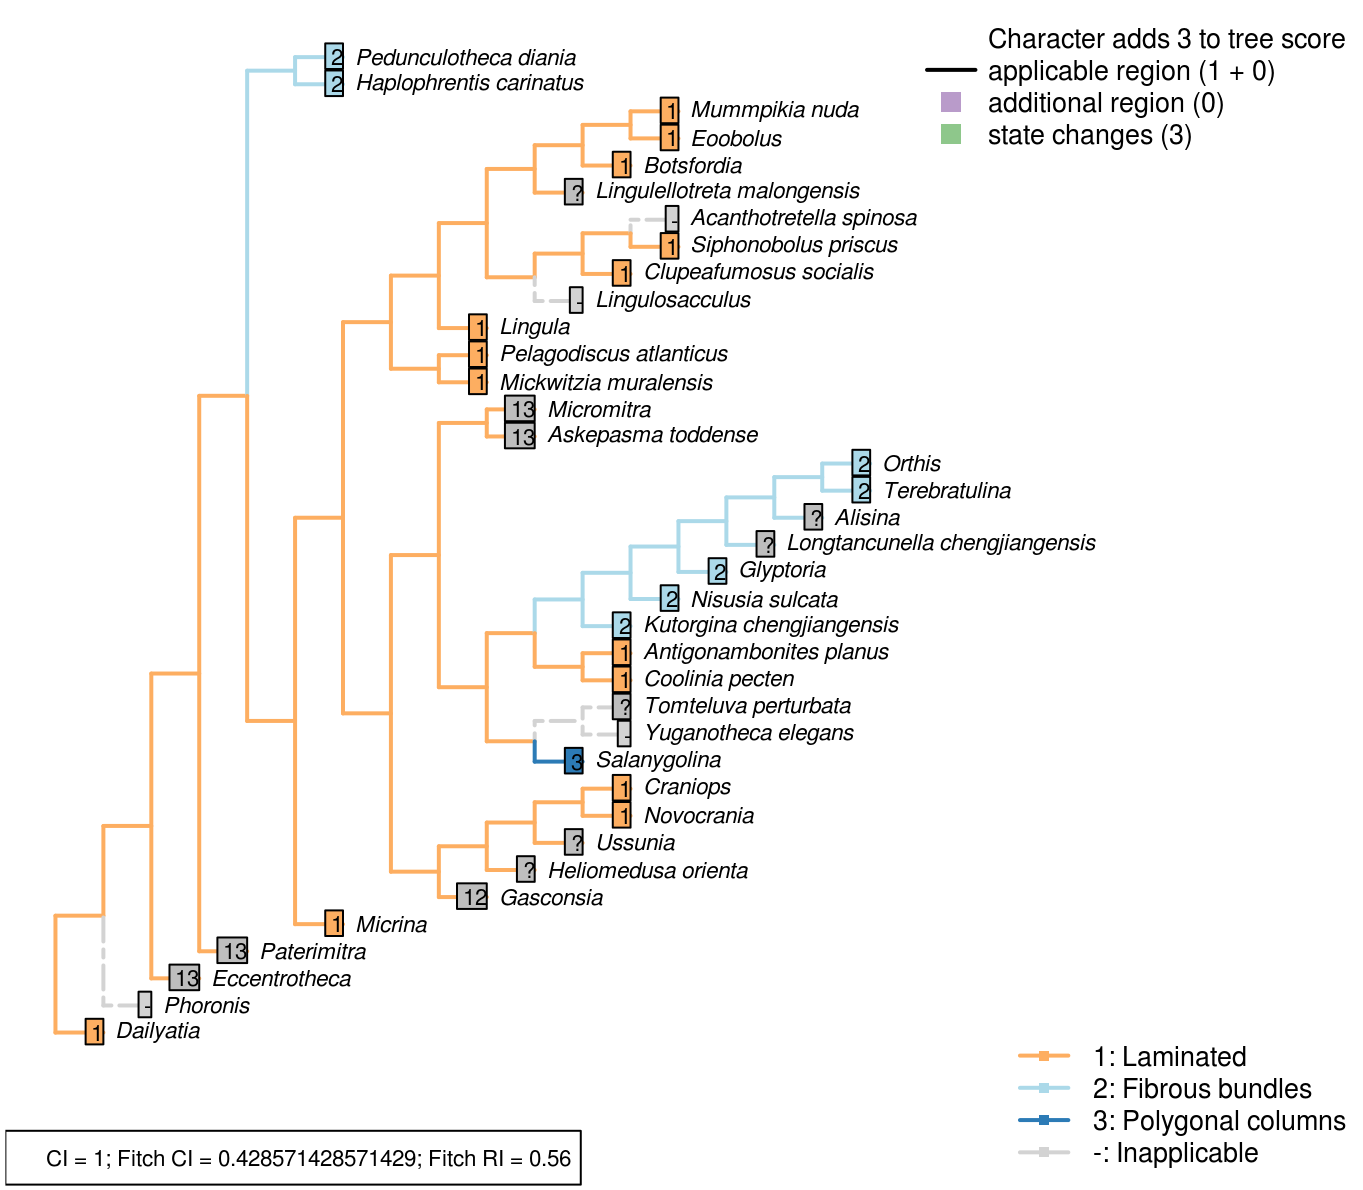 Character adds 3 to tree score
applicable region (1 + 0)
additional region (0)
state changes (3)
2 Pedunculotheca diania
2 Haplophrentis carinatus
1 Mummpikia nuda
1 Eoobolus
1 Botsfordia
? Lingulellotreta malongensis
- Acanthotretella spinosa
1 Siphonobolus priscus
1 Clupeafumosus socialis
- Lingulosacculus
1 Lingula
1 Pelagodiscus atlanticus
1 Mickwitzia muralensis
13 Micromitra
13 Askepasma toddense
2 Orthis
2 Terebratulina
? Alisina
? Longtancunella chengjiangensis
2 Glyptoria
2 Nisusia sulcata
2 Kutorgina chengjiangensis
1 Antigonambonites planus
1 Coolinia pecten
? Tomteluva perturbata
- Yuganotheca elegans
3 Salanygolina
1 Craniops
1 Novocrania
? Ussunia
? Heliomedusa orienta
12 Gasconsia
1 Micrina
13 Paterimitra
13 Eccentrotheca
- Phoronis
1 Dailyatia
1: Laminated
2: Fibrous bundles
3: Polygonal columns
-: Inapplicable
CI = 1; Fitch CI = 0.428571428571429; Fitch RI = 0.56